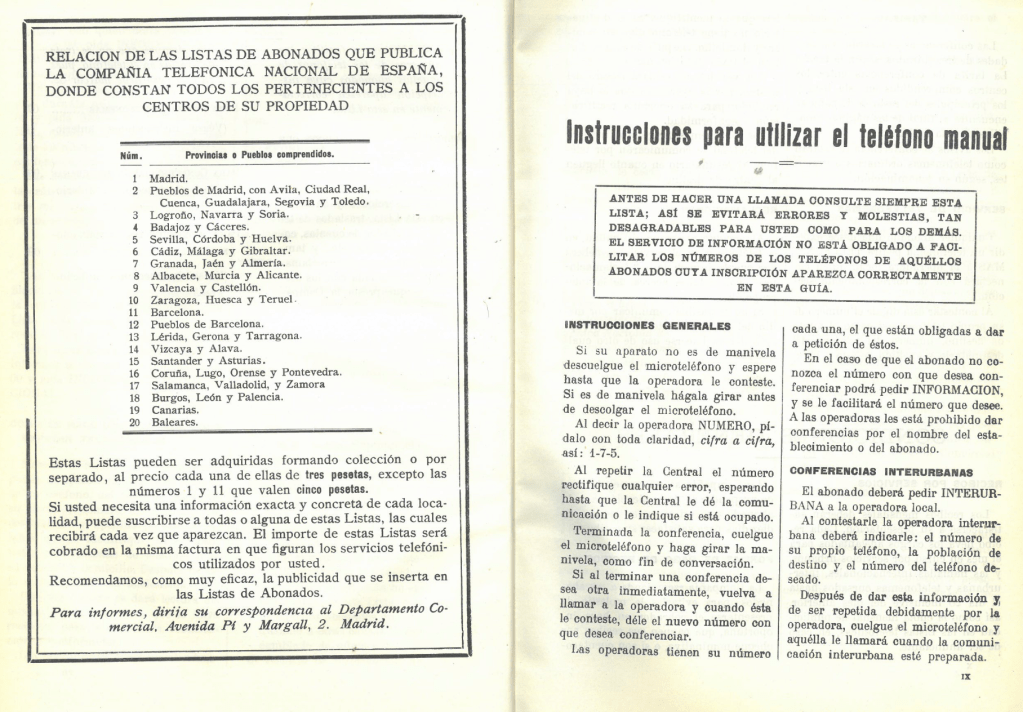 RELACION DE LAS LISTAS DE ABONADOS QUE PUBLICA
LA COMPAÑIA TELEFONICA NACIONAL DE ESPAÑA,
DONDE CONSTAN TODOS LOS PERTENECIENTES A LOS
CENTROS DE SU PROPIEDAD
Núm. Provincias o Pueblos comprendidos.
1 Madrid.
2 Pueblos de Madrid, con Avila, Ciudad Real,
Cuenca, Guadalajara, Segovia y Toledo.
3 Logroño, Navarra y Soria.
4 Badajoz y Cáceres.
5 Sevilla, Córdoba y Huelva.
6 Cádiz, Málaga y Gibraltar.
7 Granada, Jaén y Almería.
8 Albacete, Murcia y Alicante.
9 Valencia y Castellón.
10 Zaragoza, Huesca y Teruel.
11 Barcelona.
12 Pueblos de Barcelona.
13 Lérida, Gerona y Tarragona.
14 Vizcaya y Alava.
15 Santander y Asturias.
16 Coruña, Lugo, Orense y Pontevedra.
17 Salamanca, Valladolid, y Zamora
18 Burgos, León y Palencia.
19 Canarias.
20 Baleares.
Estas Listas pueden ser adquiridas formando colección o por
separado, al precio cada una de ellas de tres pesetas, excepto las
números 1 y 11 que valen cinco pesetas.
Si usted necesita una información exacta y concreta de cada loca-
lidad, puede suscribirse a todas o alguna de estas Listas, las cuales
recibirá cada vez que aparezcan. El importe de estas Listas será
cobrado en la misma factura en que figuran los servicios telefóni-
cos utilizados por usted.
Recomendamos, como muy eficaz, la publicidad que se inserta en
las Listas de Abonados.
Para informes, dirija su correspondencia al Departamento Co-
mercial, Avenida Pi y Margall, 2. Madrid.
Instrucciones para utilizar el teléfono manual
ANTES DE HACER UNA LLAMADA CONSULTE SIEMPRE ESTA
LISTA; ASÍ SE EVITARÁ ERRORES Y MOLESTIAS, TAN
DESAGRADABLES PARA USTED COMO PARA LOS DEMÁS.
EL SERVICIO DE INFORMACIÓN NO ESTÁ OBLIGADO A FACI-
LITAR LOS NÚMEROS DE LOS TELÉFONOS DE AQUÉLLOS
ABONADOS CUYA INSCRIPCIÓN APAREZCA CORRECTAMENTE
EN ESTA GUÍA.
INSTRUCCIONES GENERALES
Si su aparato no es de manivela
descuelgue el microteléfono y espere
hasta que la operadora le conteste.
Si es de manivela hágala girar antes
de descolgar el microteléfono.
Al decir la operadora NUMERO, pí-
dalo con toda claridad, cifra a cifra,
así: 1-7-5.
Al repetir la Central el número
rectifique cualquier error, esperando
hasta que la Central le dé la comu-
nicación o le indique si está ocupado.
Terminada la conferencia, cuelgue
el microteléfono y haga girar la ma-
nivela, como fin de conversación.
Si al terminar una conferencia de-
sea otra inmediatamente, vuelva a
llamar a la operadora y cuando ésta
le conteste, déle el nuevo número con
que desea conferenciar.
Las operadoras tienen su número
cada una, el que están obligadas a dar
a petición de éstos.
En el caso de que el abonado no co-
nozca el número con que desea con-
ferenciar podrá pedir INFORMACION,
y se le facilitará el número que desee.
A las operadoras les está prohibido dar
conferencias por el nombre del esta-
blecimiento o del abonado.
CONFERENCIAS INTERURBANAS
El abonado deberá pedir INTERUR-
BANA a la operadora local.
Al contestarle la operadora interur-
bana deberá indicarle: el número de
su propio teléfono, la población de
destino y el número del teléfono de-
seado.
Después de dar esta información y,
de ser repetida debidamente por la
operadora, cuelgue el microteléfono y
aquélla le llamará cuando la comuni-
cación interurbana esté preparada.
IX